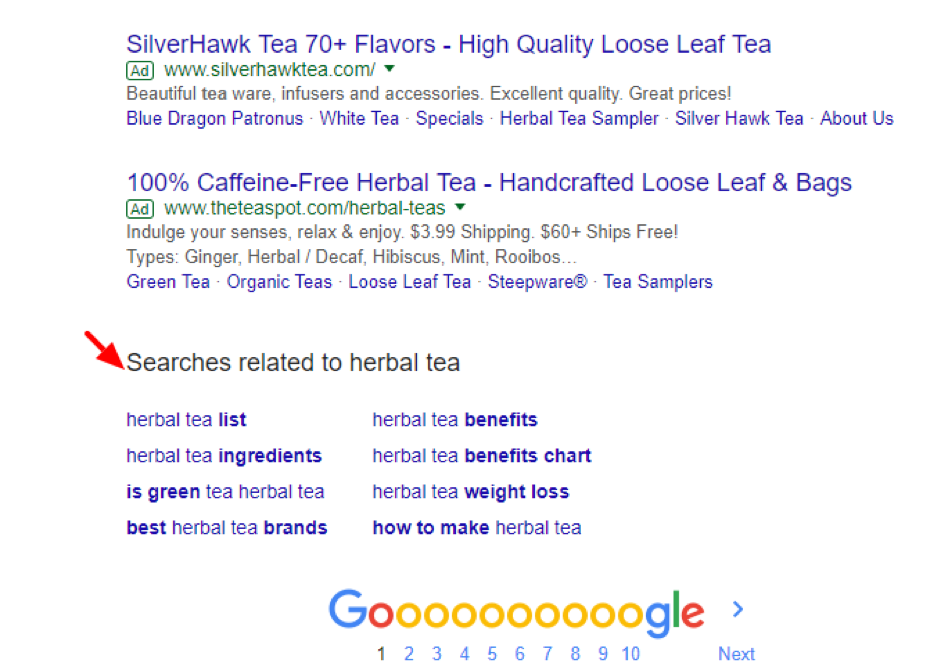 SilverHawk Tea 70+ Flavors - High Quality Loose Leaf Tea
Ad www.silverhawktea.com/
Beautiful tea ware, infusers and accessories. Excellent quality. Great prices!
Blue Dragon Patronus · White Tea · Specials · Herbal Tea Sampler · Silver Hawk Tea · About Us
100% Caffeine-Free Herbal Tea - Handcrafted Loose Leaf & Bags
Ad www.theteaspot.com/herbal-teas
Indulge your senses, relax & enjoy. $3.99 Shipping. $60+ Ships Free!
Types: Ginger, Herbal / Decaf, Hibiscus, Mint, Rooibos…
Green Tea · Organic Teas · Loose Leaf Tea · Steepware® · Tea Samplers
Searches related to herbal tea
herbal tea list herbal tea benefits
herbal tea ingredients herbal tea benefits chart
is green tea herbal tea herbal tea weight loss
best herbal tea brands how to make herbal tea
Goooooooooogle >
1 2 3 4 5 6 7 8 9 10 Next